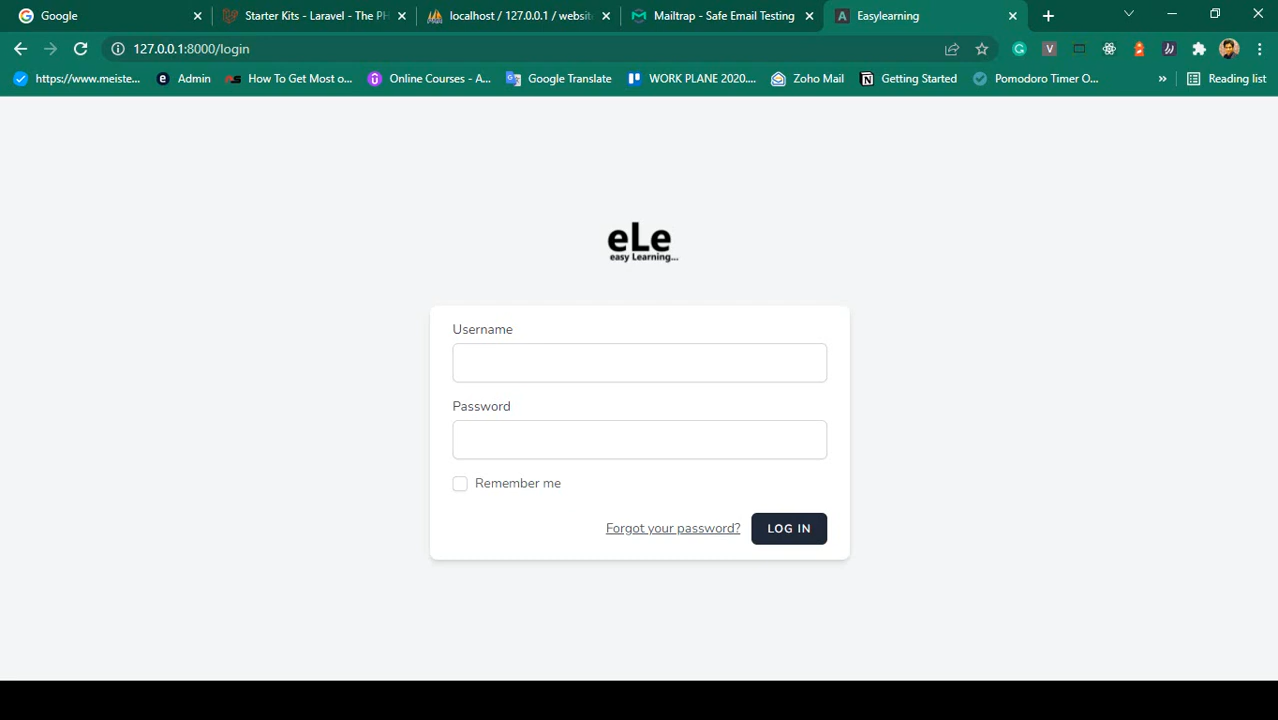 Google
Starter Kits - Laravel - The PH
localhost / 127.0.0.1 / websit
Mailtrap - Safe Email Testing
A Easylearning
127.0.0.1:8000/login
https://www.meiste... Admin How To Get Most o... Online Courses - A... Google Translate WORK PLANE 2020.... Zoho Mail Getting Started Pomodoro Timer O... » Reading list
eLe
easy Learning...
Username
Password
Remember me
Forgot your password? LOG IN